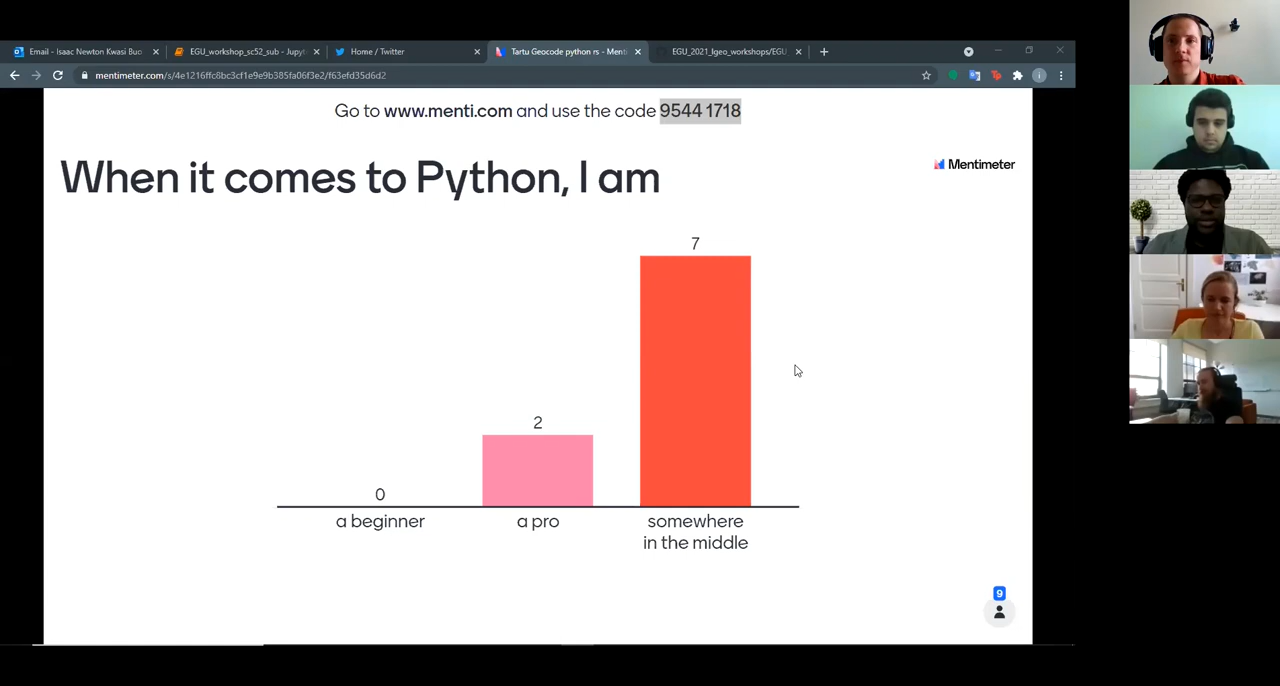 Email - Isaac Newton Kwasi Buo
EGU_workshop_sc52_sub - Jupyt
Home / Twitter
Tartu Geocode python rs - Menti
EGU_2021_Igeo_workshops/EGU
mentimeter.com/s/4e1216ffc8bc3cf1e9e9b385fa06f3e2/f63efd35d6d2
Go to www.menti.com and use the code 9544 1718
When it comes to Python, I am
Mentimeter
7
2
0
a beginner
a pro
somewhere
in the middle
9